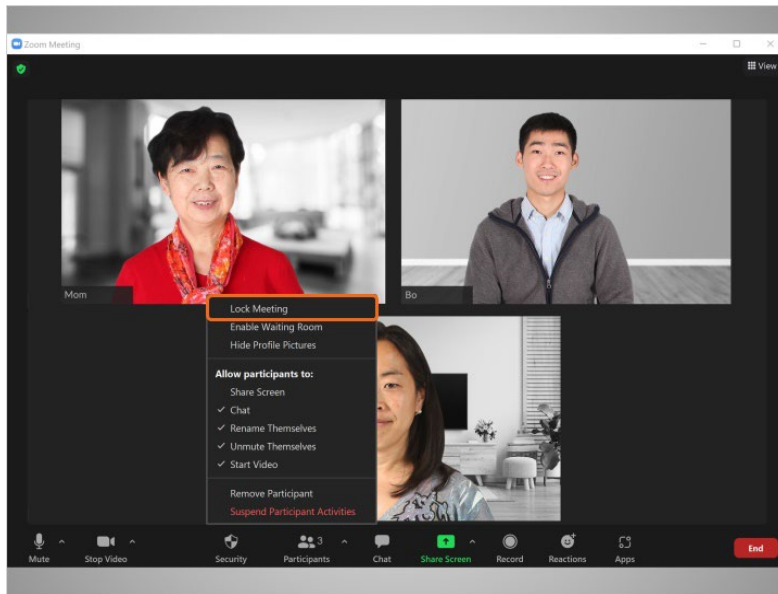 Zoom Meeting
View
Mom
Bo
Lock Meeting
Enable Waiting Room
Hide Profile Pictures
Allow participants to:
Share Screen
✓ Chat
✓ Rename Themselves
✓ Unmute Themselves
✓ Start Video
Remove Participant
Suspend Participant Activities
Mute
Stop Video
Security
3
Participants
Chat
Share Screen
Record
Reactions
Apps
End